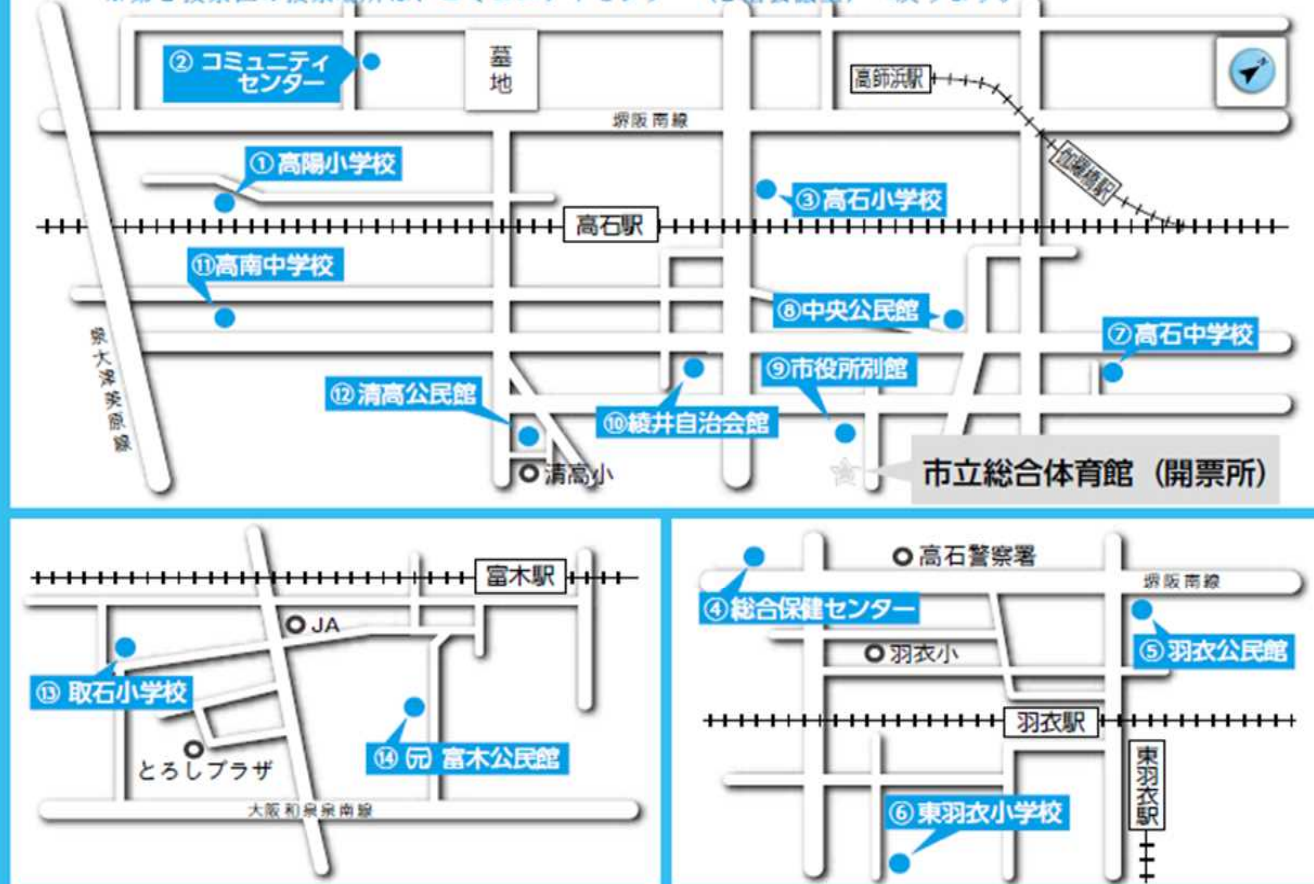 ② コミュニティ
センター
墓地
高師浜駅
堺阪南線
伽羅橋駅
① 高陽小学校
③ 高石小学校
高石駅
⑪高南中学校
⑧中央公民館
⑦ 高石中学校
⑨市役所別館
⑫ 清高公民館
⑩綾井自治会館
清高小
市立総合体育館（開票所）
富木駅
JA
⑬ 取石小学校
とろしプラザ
⑭ 元 富木公民館
大阪和泉泉南線
高石警察署
堺阪南線
④ 総合保健センター
羽衣小
⑤ 羽衣公民館
羽衣駅
東羽衣駅
⑥ 東羽衣小学校